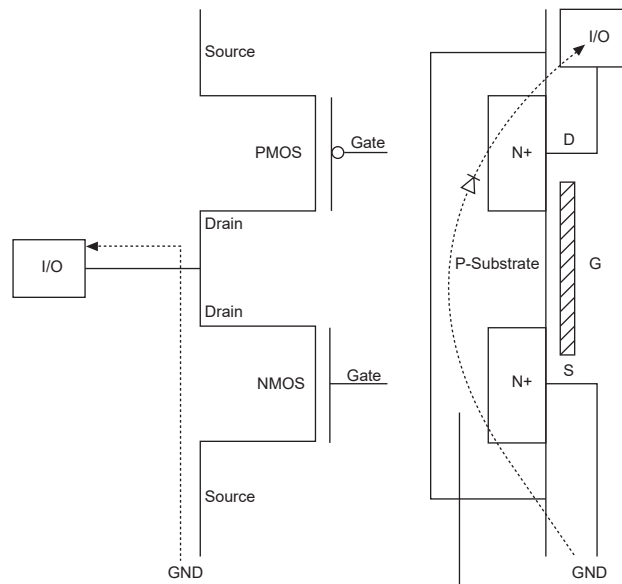 Source
PMOS
Gate
Drain
I/O
Drain
NMOS
Gate
Source
GND
I/O
D
N+
P-Substrate
G
S
N+
GND